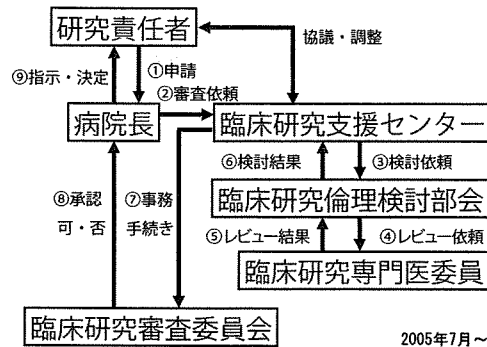 研究責任者
協議・調整
⑨指示・決定
①申請
②審査依頼
病院長
臨床研究支援センター
⑥検討結果
③検討依頼
⑧承認
可・否
⑦事務
手続き
臨床研究倫理検討部会
⑤レビュー結果
④レビュー依頼
臨床研究専門医委員
臨床研究審査委員会
2005年7月～